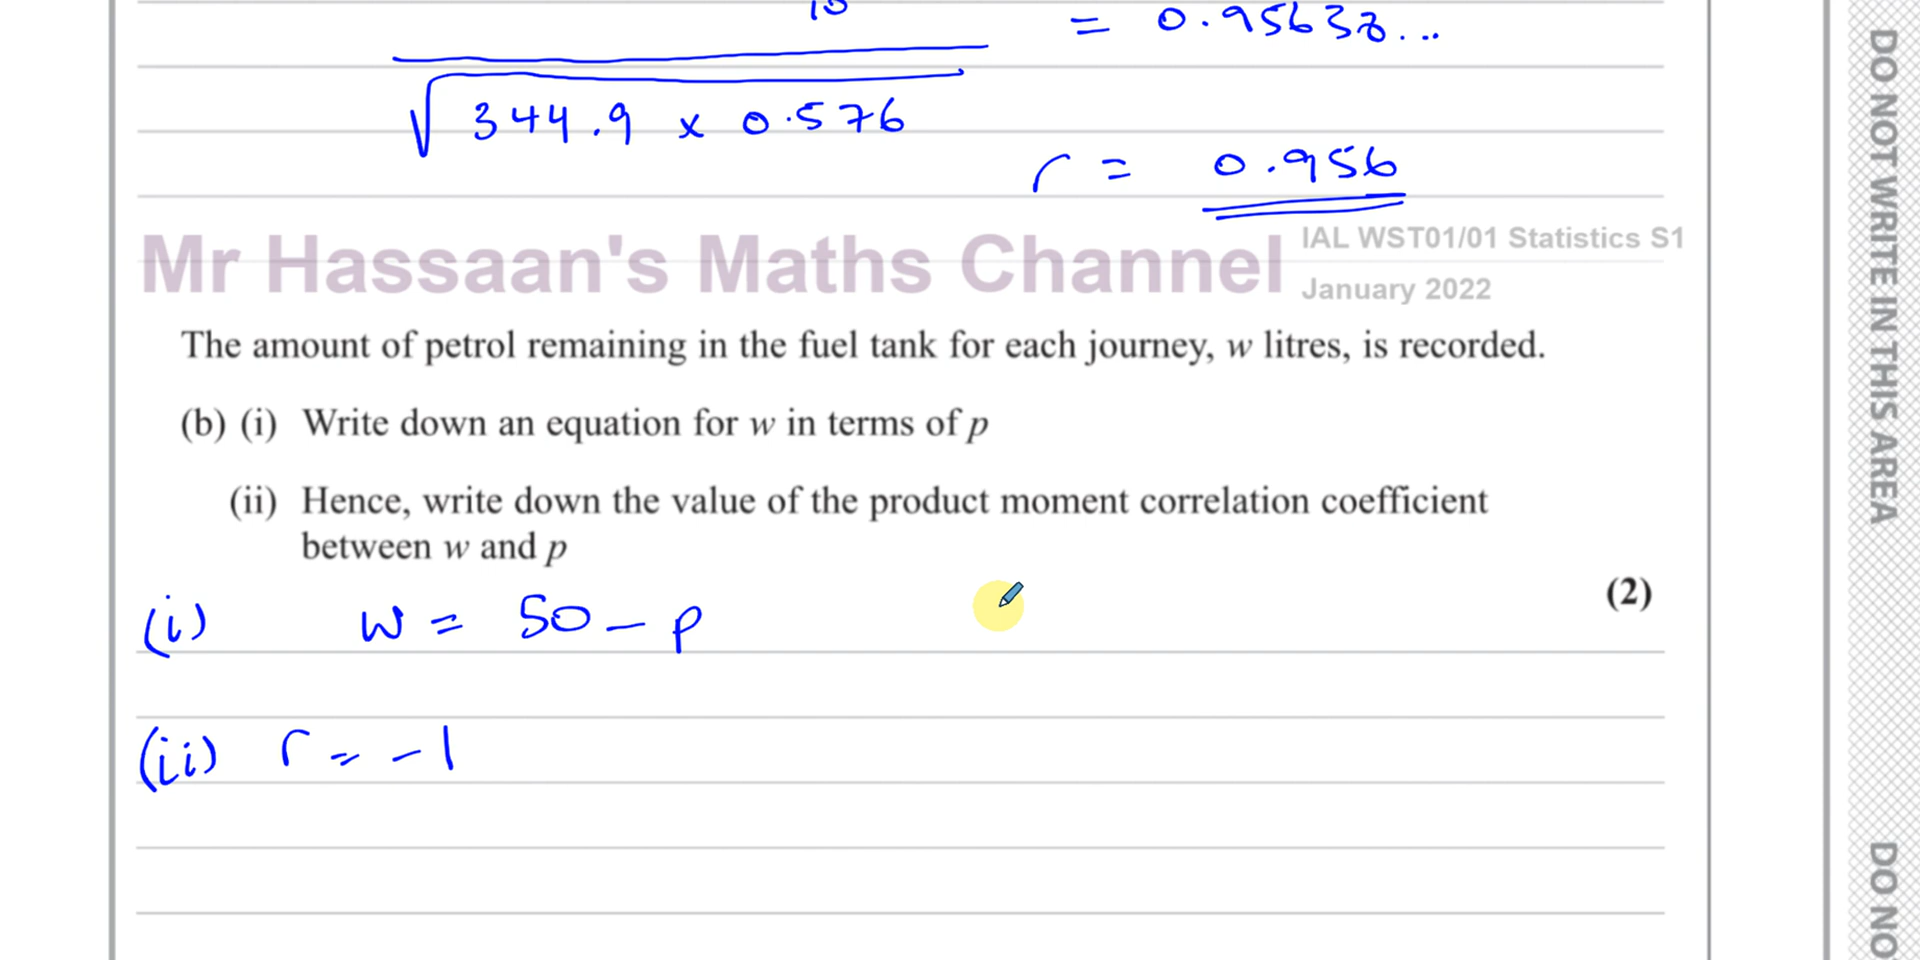 10
= 0.95638...
√344.9 x 0.576
r = 0.956
Mr Hassaan's Maths Channel
IAL WST01/01 Statistics S1
January 2022
The amount of petrol remaining in the fuel tank for each journey, w litres, is recorded.
(b) (i) Write down an equation for w in terms of p
(ii) Hence, write down the value of the product moment correlation coefficient
between w and p
(2)
(i) w = 50 - p
(ii) r = -1
DO NOT WRITE IN THIS AREA
DO NO